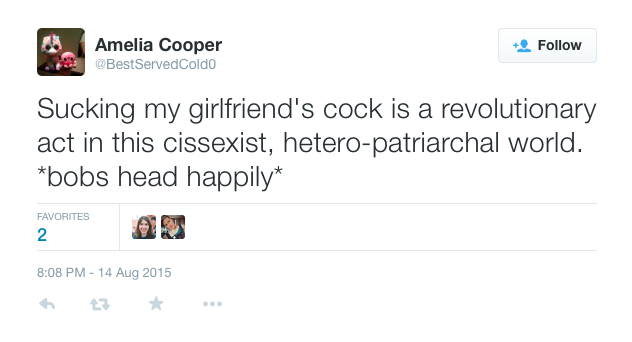 Amelia Cooper
@BestServedCold0
Follow
Sucking my girlfriend's cock is a revolutionary
act in this cissexist, hetero-patriarchal world.
*bobs head happily*
FAVORITES
2
8:08 PM - 14 Aug 2015